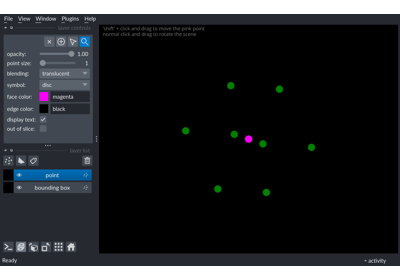 File View Window Plugins Help
layer controls
'shift' + click and drag to move the pink point
normal click and drag to rotate the scene
opacity: 1.00
point size: 1
blending: translucent
symbol: disc
face color: magenta
edge color: black
display text:
out of slice:
layer list
point
bounding box
Ready
activity